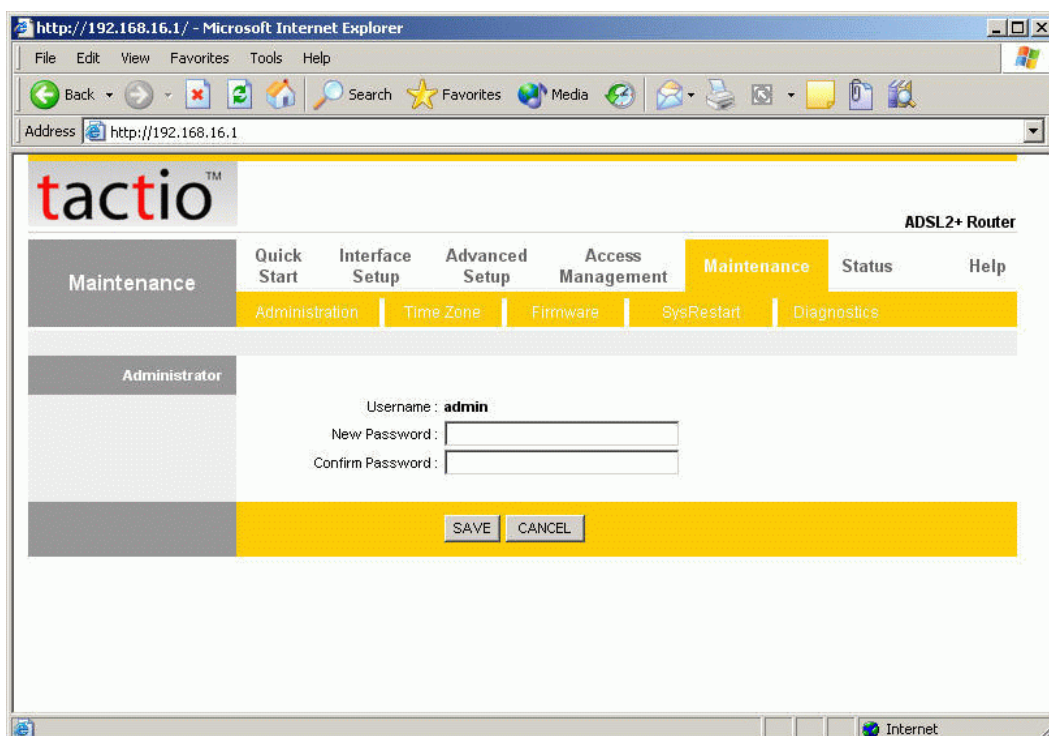 http://192.168.16.1/ - Microsoft Internet Explorer
File Edit View Favorites Tools Help
Back Search Favorites Media
Address http://192.168.16.1
tactio™
ADSL2+ Router
Maintenance
Quick Start
Interface Setup
Advanced Setup
Access Management
Maintenance
Status
Help
Administration Time Zone Firmware SysRestart Diagnostics
Administrator
Username : admin
New Password :
Confirm Password :
SAVE CANCEL
Internet